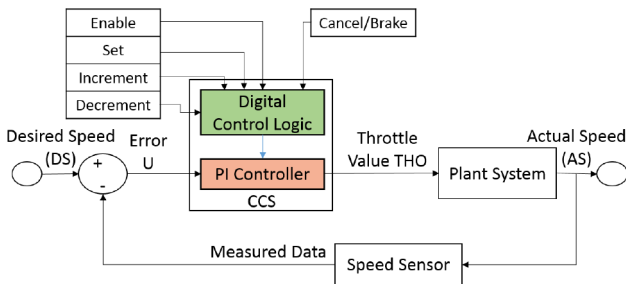 Enable
Set
Increment
Decrement
Cancel/Brake
Digital
Control Logic
Desired Speed
(DS)
+
-
Error
U
PI Controller
CCS
Throttle
Value THO
Plant System
Actual Speed
(AS)
Measured Data
Speed Sensor